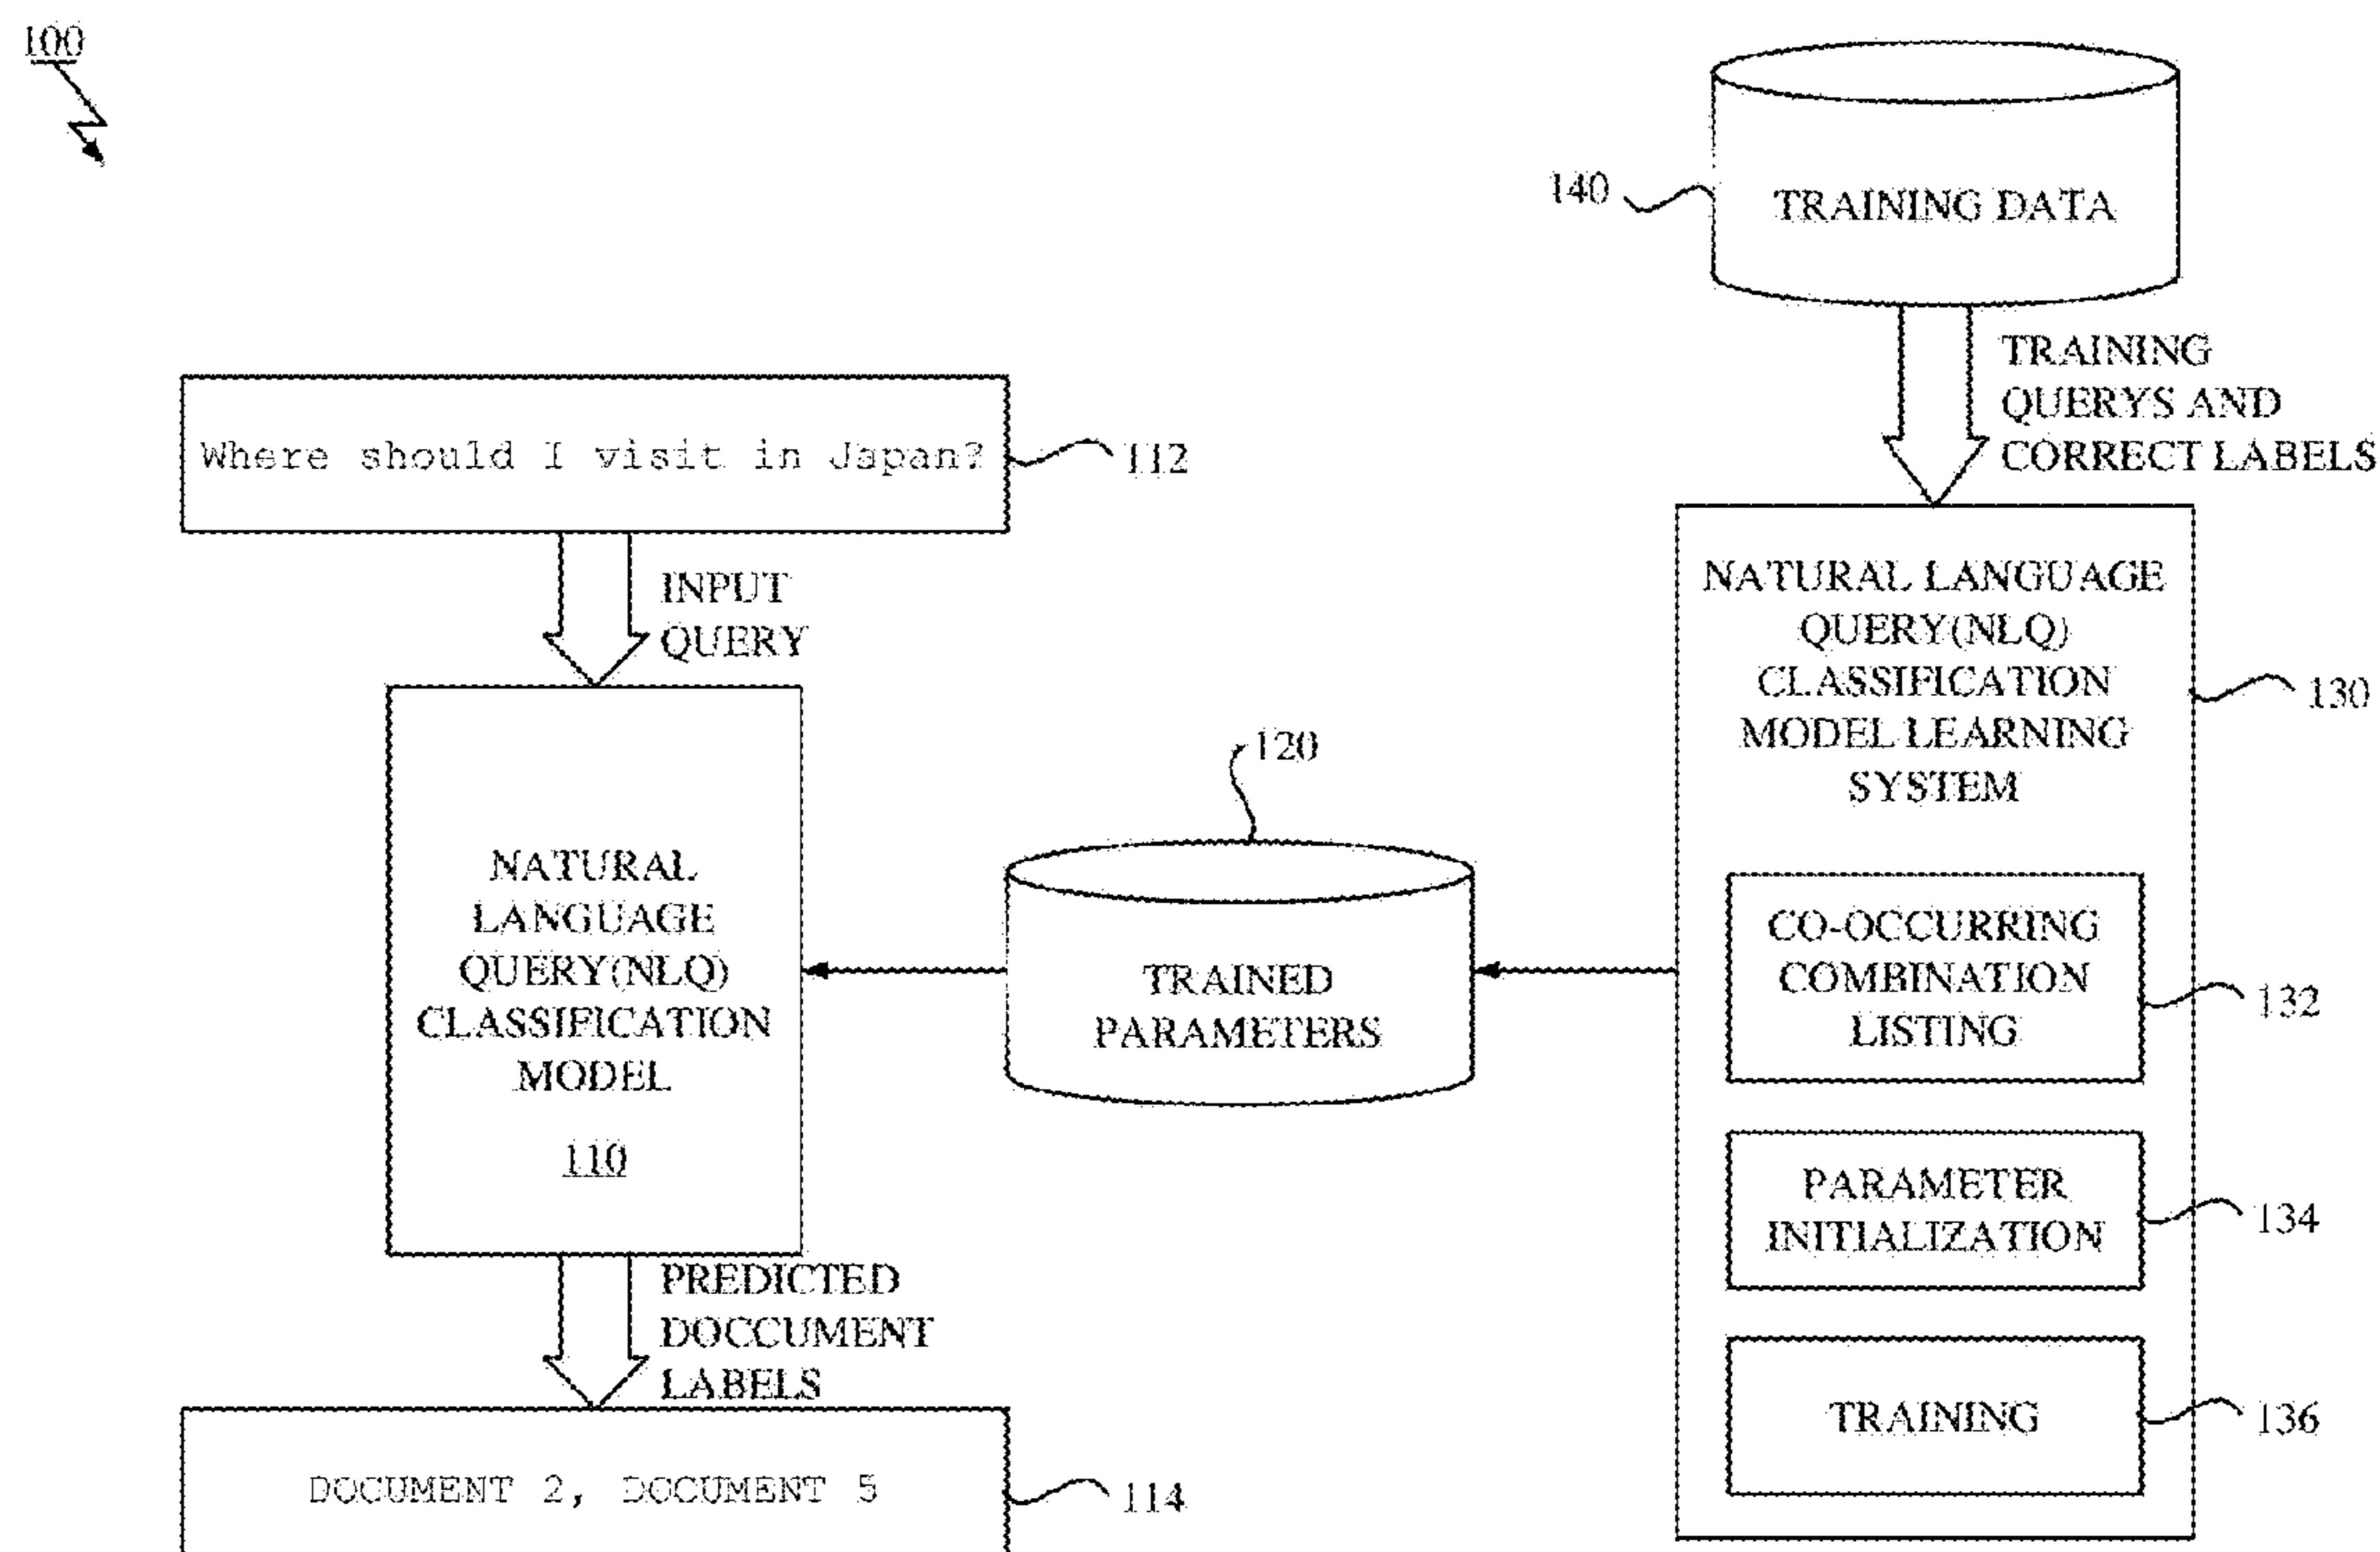 100
TRAINING DATA
140
TRAINING
QUERYS AND
CORRECT LABELS
Where should I visit in Japan?
112
INPUT
QUERY
NATURAL
LANGUAGE
QUERY(NLQ)
CLASSIFICATION
MODEL
110
120
TRAINED
PARAMETERS
NATURAL LANGUAGE
QUERY(NLQ)
CLASSIFICATION
MODEL LEARNING
SYSTEM
130
CO-OCCURRING
COMBINATION
LISTING
132
PARAMETER
INITIALIZATION
134
TRAINING
136
PREDICTED
DOCCUMENT
LABELS
DOCUMENT 2, DOCUMENT 5
114